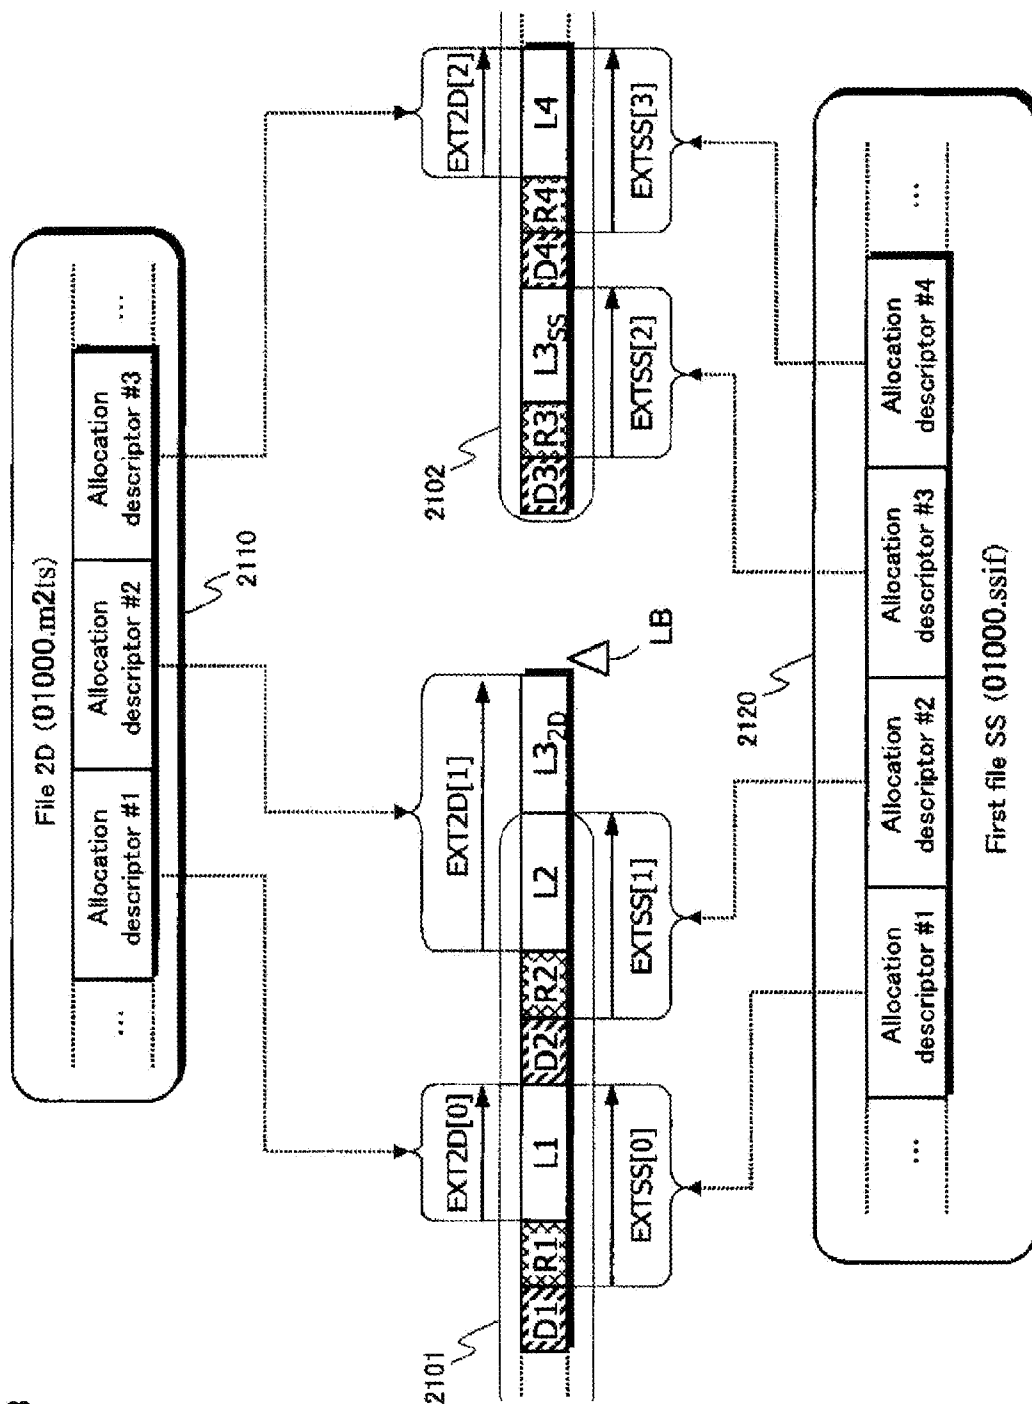 File 2D (01000.m2ts)
...
Allocation
descriptor #1
Allocation
descriptor #2
Allocation
descriptor #3
...
2110
EXT2D[0]
EXT2D[1]
EXT2D[2]
2101
D1
R1
L1
D2
R2
L2
L3 2D
LB
2102
D3
R3
L3 SS
D4
R4
L4
EXTSS[0]
EXTSS[1]
EXTSS[2]
EXTSS[3]
2120
...
Allocation
descriptor #1
Allocation
descriptor #2
Allocation
descriptor #3
Allocation
descriptor #4
...
First file SS (01000.ssif)